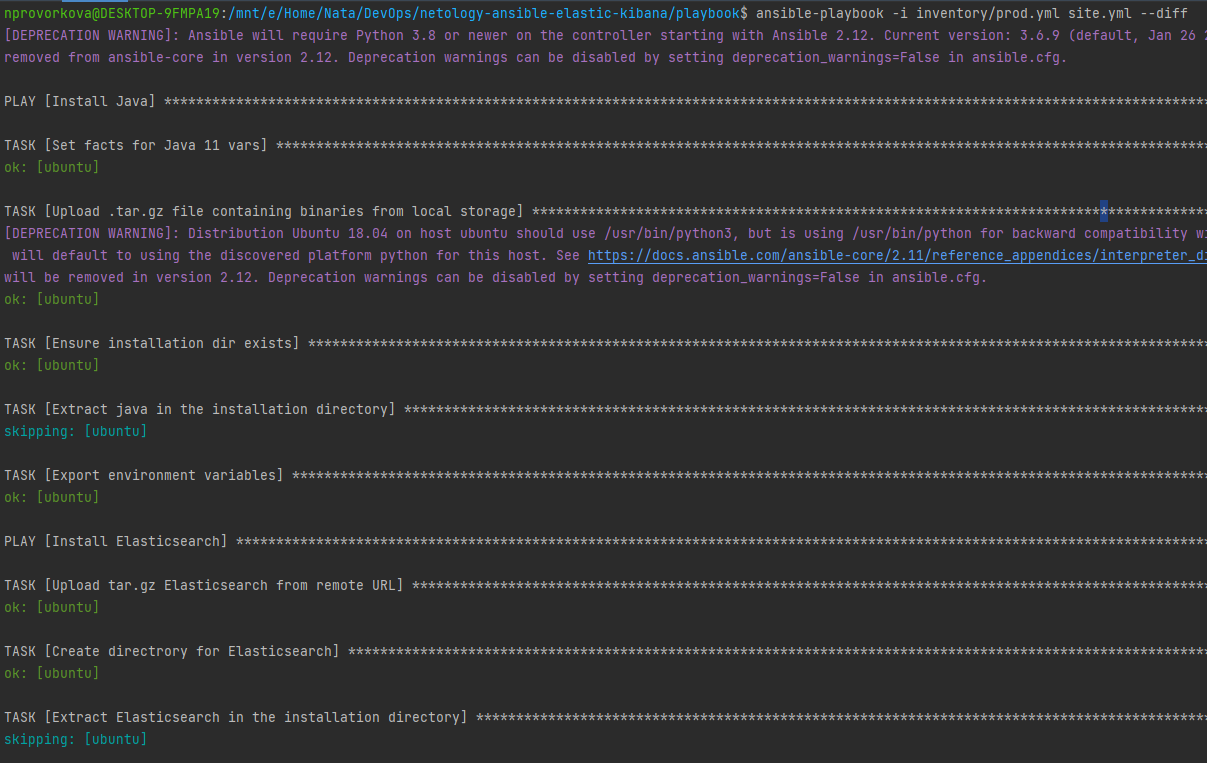 nprovorkova@DESKTOP-9FMPA19:/mnt/e/Home/Nata/DevOps/netology-ansible-elastic-kibana/playbook$ ansible-playbook -i inventory/prod.yml site.yml --diff
[DEPRECATION WARNING]: Ansible will require Python 3.8 or newer on the controller starting with Ansible 2.12. Current version: 3.6.9 (default, Jan 26
removed from ansible-core in version 2.12. Deprecation warnings can be disabled by setting deprecation_warnings=False in ansible.cfg.
PLAY [Install Java] ***********************************************************************************************************************************
TASK [Set facts for Java 11 vars] *********************************************************************************************************************
ok: [ubuntu]
TASK [Upload .tar.gz file containing binaries from local storage] *************************************************************************************
[DEPRECATION WARNING]: Distribution Ubuntu 18.04 on host ubuntu should use /usr/bin/python3, but is using /usr/bin/python for backward compatibility
will default to using the discovered platform python for this host. See https://docs.ansible.com/ansible-core/2.11/reference_appendices/interpreter_di
will be removed in version 2.12. Deprecation warnings can be disabled by setting deprecation_warnings=False in ansible.cfg.
ok: [ubuntu]
TASK [Ensure installation dir exists] *****************************************************************************************************************
ok: [ubuntu]
TASK [Extract java in the installation directory] *****************************************************************************************************
skipping: [ubuntu]
TASK [Export environment variables] *******************************************************************************************************************
ok: [ubuntu]
PLAY [Install Elasticsearch] **************************************************************************************************************************
TASK [Upload tar.gz Elasticsearch from remote URL] ****************************************************************************************************
ok: [ubuntu]
TASK [Create directrory for Elasticsearch] ************************************************************************************************************
ok: [ubuntu]
TASK [Extract Elasticsearch in the installation directory] ********************************************************************************************
skipping: [ubuntu]